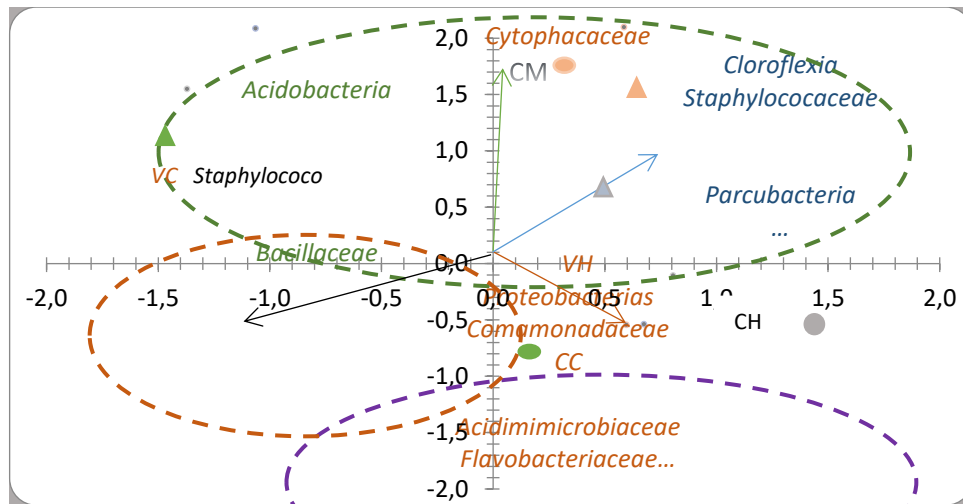 2,0
Cytophacaceae
CM
Cloroflexia
Acidobacteria
Staphylococaceae
1,5
VC Staphylococo
1,0
0,5
Parcubacteria
...
Bacillaceae
0,0
VH
-2,0 -1,5 -1,0 -0,5 0,0 0,5 1,5 2,0
Proteobacterias
-0,5
Comamonadaceae
CH
CC
-1,0
Acidimimicrobiaceae
-1,5
Flavobacteriaceae...
-2,0